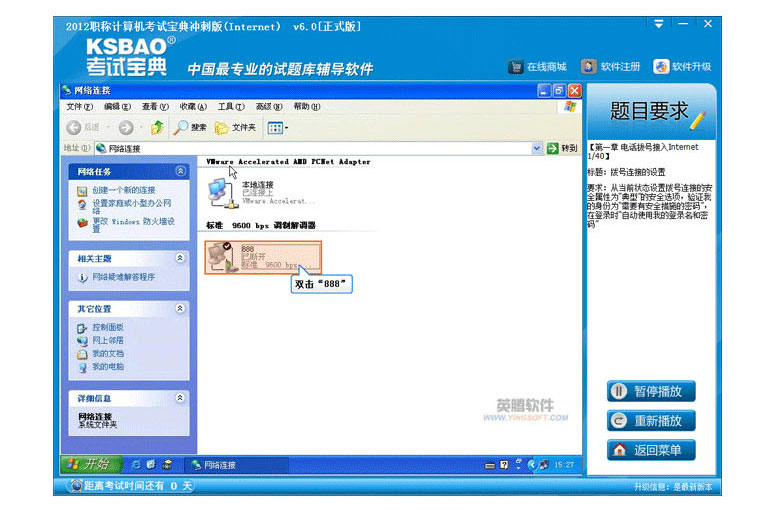 2012职称计算机考试宝典冲刺版(Internet) v6.0[正式版]
KSBAO®
考试宝典
中国最专业的试题库辅导软件
在线商城
软件注册
软件升级
网络连接
文件(F) 编辑(E) 查看(V) 收藏(A) 工具(T) 高级(N) 帮助(H)
后退
搜索
文件夹
地址(D) 网络连接
转到
网络任务
创建一个新的连接
设置家庭或小型办公网络
更改 Windows 防火墙设置
相关主题
网络疑难解答程序
其它位置
控制面板
网上邻居
我的文档
我的电脑
详细信息
网络连接
系统文件夹
VMware Accelerated AMD PCNet Adapter
本地连接
已连接上
VMware Accelerat...
标准 9600 bps 调制解调器
888
已断开
标准 9600 bps ...
双击“888”
英腾软件
WWW.YINGSOFT.COM
开始
网络连接
15:27
题目要求
【第一章 电话拨号接入Internet
1/40】
标题: 拨号连接的设置
要求: 从当前状态设置拨号连接的安
全属性为"典型"的安全选项, 验证我
的身份为"需要有安全措施的密码",
在登录时"自动使用我的登录名和密
码"
暂停播放
重新播放
返回菜单
距离考试时间还有 0 天
升级信息: 是最新版本